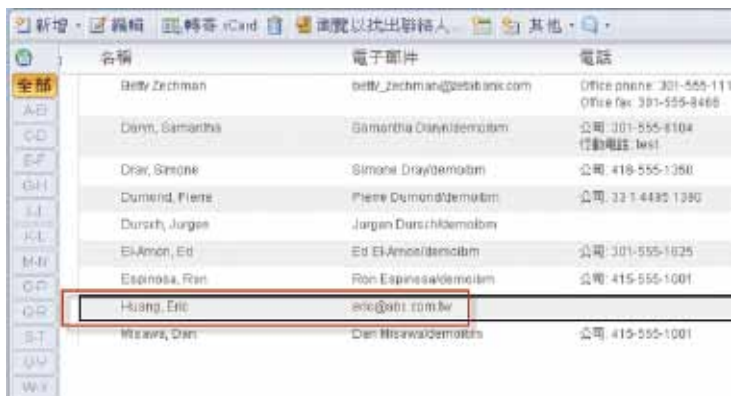 新增 編輯 轉寄 vCard 瀏覽以找出聯絡人... 其他
名稱 電子郵件 電話
全部
A-B
C-D
E-F
G-H
I-J
K-L
M-N
O-P
Q-R
S-T
U-V
W-X
Betty Zechman betty_zechman@zetabank.com Office phone: 301-555-111
Office fax: 301-555-8466
Daryn, Samantha Samantha Daryn/demoibm 公司: 301-555-6104
行動電話: test
Dray, Simone Simone Dray/demoibm 公司: 418-555-1350
Dumond, Pierre Pierre Dumond/demoibm 公司: 33 1 4495 1390
Dursch, Jurgen Jurgen Dursch/demoibm
El-Amon, Ed Ed El-Amon/demoibm 公司: 301-555-1625
Espinosa, Ron Ron Espinosa/demoibm 公司: 415-555-1001
Huang, Eric eric@abc.com.tw
Misawa, Dan Dan Misawa/demoibm 公司: 415-555-1001